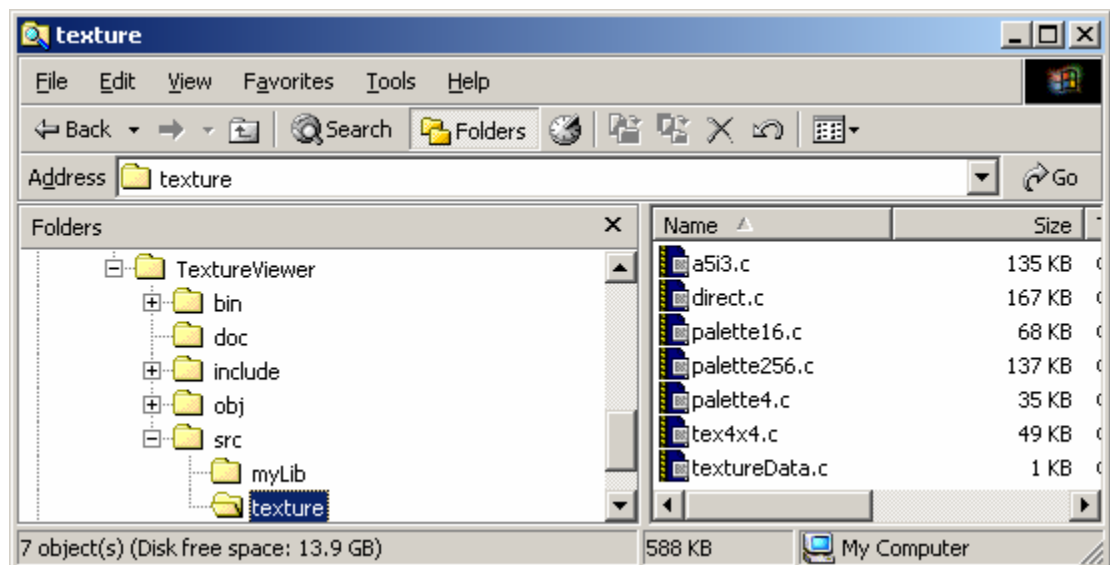 texture
File Edit View Favorites Tools Help
Back Search Folders
Address texture Go
Folders
TextureViewer
bin
doc
include
obj
src
myLib
texture
Name Size
a5i3.c 135 KB
direct.c 167 KB
palette16.c 68 KB
palette256.c 137 KB
palette4.c 35 KB
tex4x4.c 49 KB
textureData.c 1 KB
7 object(s) (Disk free space: 13.9 GB) 588 KB My Computer